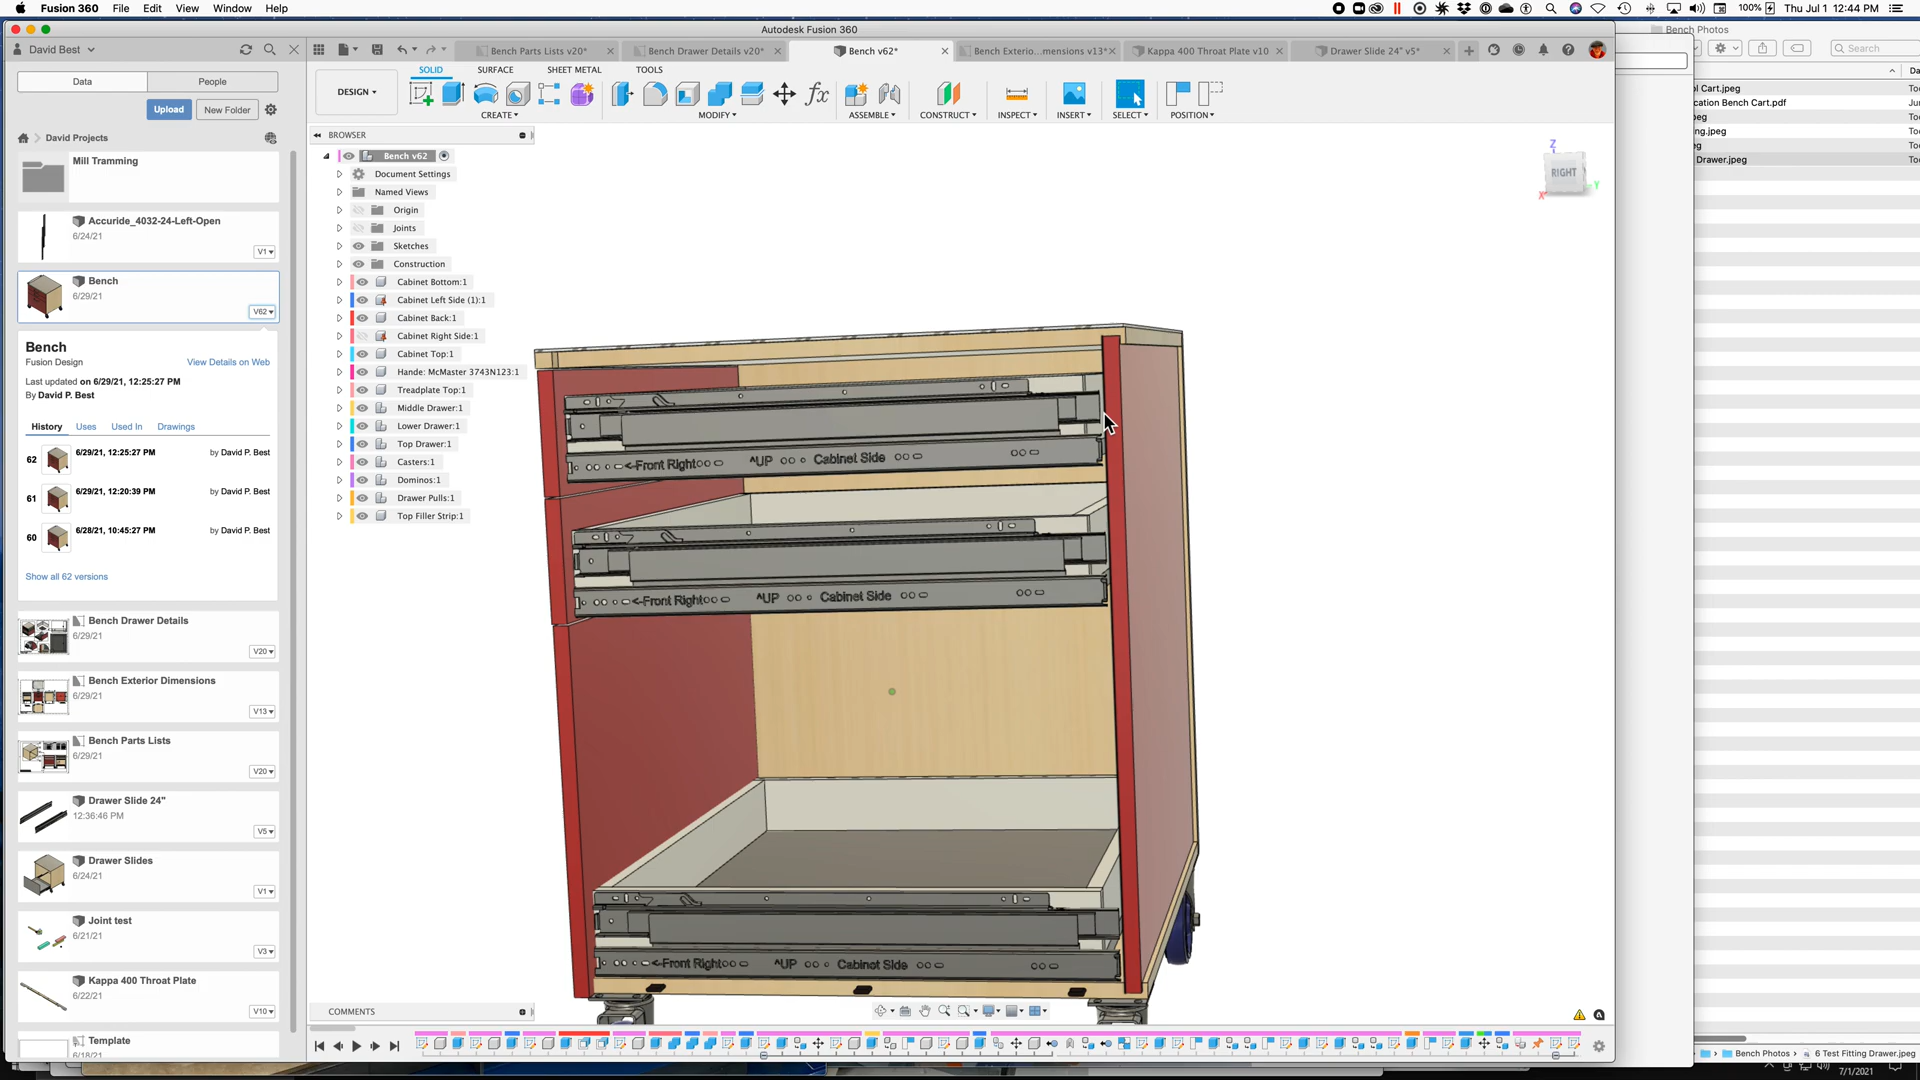 Fusion 360 File Edit View Window Help
100% Thu Jul 1 12:44 PM
Autodesk Fusion 360
Bench Photos
David Best
Bench Parts Lists v20*
Bench Drawer Details v20*
Bench v62*
Bench Exterio...mensions v13*
Kappa 400 Throat Plate v10
Drawer Slide 24" v5*
Search
Data
People
SOLID
SURFACE
SHEET METAL
TOOLS
DESIGN
CREATE
MODIFY
ASSEMBLE
CONSTRUCT
INSPECT
INSERT
SELECT
POSITION
Upload
New Folder
David Projects
BROWSER
ol Cart.jpeg
cation Bench Cart.pdf
peg
ng.jpeg
g
Drawer.jpeg
Mill Tramming
Accuride_4032-24-Left-Open
6/24/21
V1
Bench
6/29/21
V62
Bench
Fusion Design
View Details on Web
Last updated on 6/29/21, 12:25:27 PM
By David P. Best
History Uses Used In Drawings
62 6/29/21, 12:25:27 PM by David P. Best
61 6/29/21, 12:20:39 PM by David P. Best
60 6/28/21, 10:45:27 PM by David P. Best
Show all 62 versions
Bench Drawer Details
6/29/21
V20
Bench Exterior Dimensions
6/29/21
V13
Bench Parts Lists
6/29/21
V20
Drawer Slide 24"
12:36:46 PM
V5
Drawer Slides
6/24/21
V1
Joint test
6/21/21
V3
Kappa 400 Throat Plate
6/22/21
V10
Template
6/18/21
Bench v62
Document Settings
Named Views
Origin
Joints
Sketches
Construction
Cabinet Bottom:1
Cabinet Left Side (1):1
Cabinet Back:1
Cabinet Right Side:1
Cabinet Top:1
Hande: McMaster 3743N123:1
Treadplate Top:1
Middle Drawer:1
Lower Drawer:1
Top Drawer:1
Casters:1
Dominos:1
Drawer Pulls:1
Top Filler Strip:1
Z
RIGHT
X
Y
<-Front Right ^UP Cabinet Side
<-Front Right ^UP Cabinet Side
<-Front Right ^UP Cabinet Side
COMMENTS
Bench Photos › 6 Test Fitting Drawer.jpeg
7/1/2021